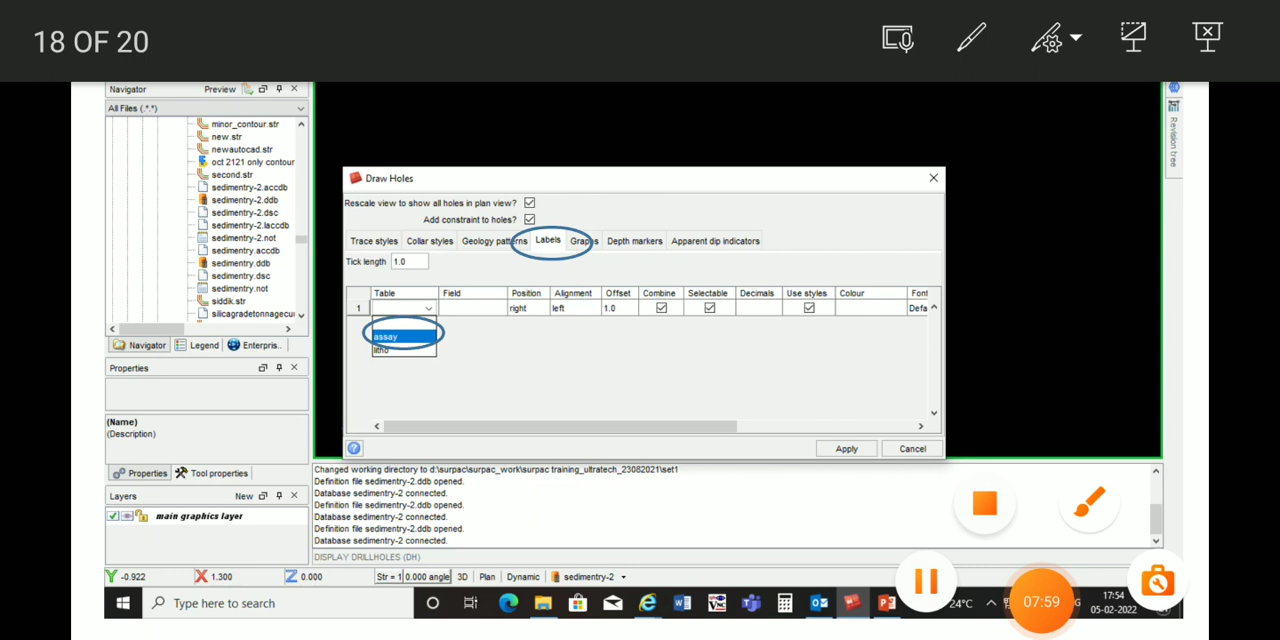 18 OF 20
Navigator Preview
All Files (*.*)
minor_contour.str
new.str
newautocad.str
oct 2121 only contour
second.str
sedimentry-2.accdb
sedimentry-2.ddb
sedimentry-2.dsc
sedimentry-2.laccdb
sedimentry-2.not
sedimentry.accdb
sedimentry.ddb
sedimentry.dsc
sedimentry.not
siddik.str
silicagradetonnagecu
Navigator Legend Enterpris..
Properties
(Name)
(Description)
Properties Tool properties
Layers New
main graphics layer
Revision tree
Draw Holes
Rescale view to show all holes in plan view?
Add constraint to holes?
Trace styles Collar styles Geology patterns Labels Graphs Depth markers Apparent dip indicators
Tick length 1.0
Table Field Position Alignment Offset Combine Selectable Decimals Use styles Colour Font
1 right left 1.0 Defa
assay
litho
Apply Cancel
Changed working directory to d:\surpac_work\surpac training_ultratech_23082021\set1
Definition file sedimentry-2.ddb opened.
Database sedimentry-2 connected.
Definition file sedimentry-2.ddb opened.
Database sedimentry-2 connected.
Definition file sedimentry-2.ddb opened.
Database sedimentry-2 connected.
DISPLAY DRILLHOLES (DH)
Y -0.922 X 1.300 Z 0.000 Str = 1 0.000 angle 3D Plan Dynamic sedimentry-2
Type here to search
24°C
17:54
05-02-2022
07:59